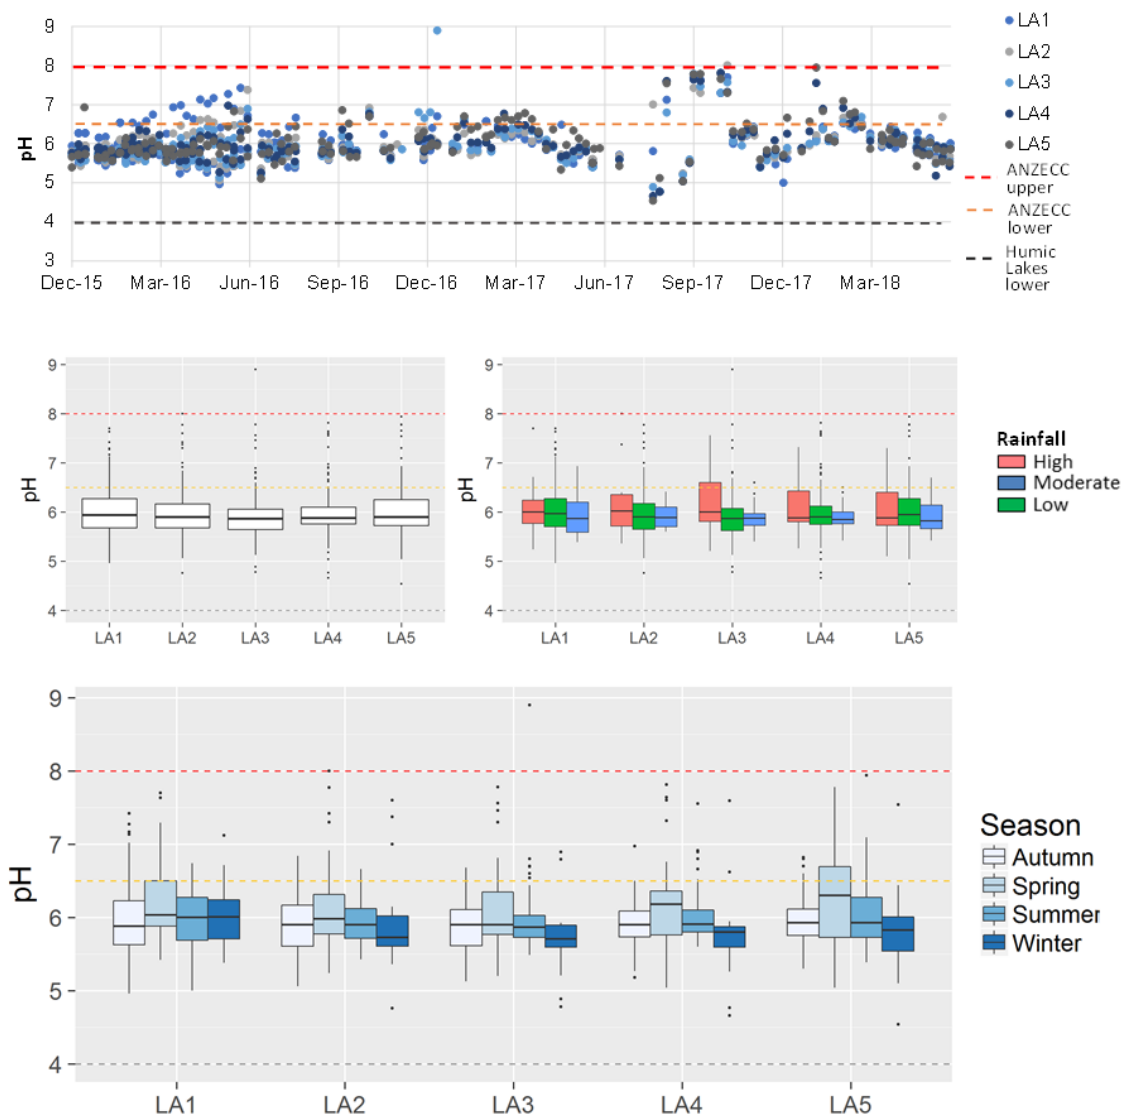 9
8
7
6
5
4
3
pH
Dec-15 Mar-16 Jun-16 Sep-16 Dec-16 Mar-17 Jun-17 Sep-17 Dec-17 Mar-18
LA1
LA2
LA3
LA4
LA5
ANZECC
upper
ANZECC
lower
Humic
Lakes
lower
9
8
7
6
5
4
pH
LA1 LA2 LA3 LA4 LA5
9
8
7
6
5
4
pH
LA1 LA2 LA3 LA4 LA5
Rainfall
High
Moderate
Low
9
8
7
6
5
4
pH
LA1 LA2 LA3 LA4 LA5
Season
Autumn
Spring
Summer
Winter